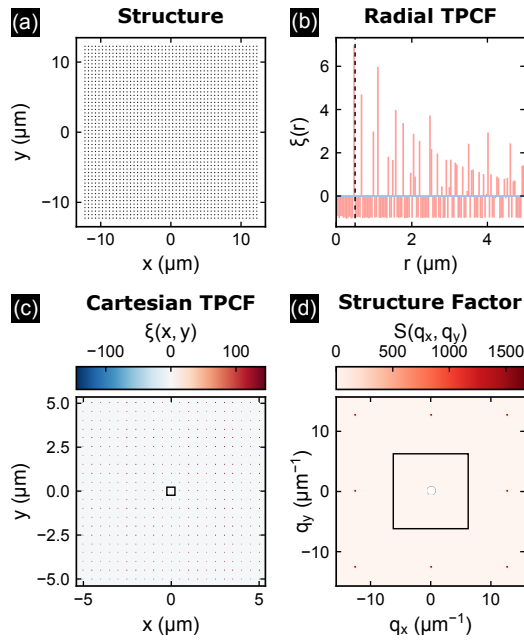 (a) Structure
y (μm)
10
0
−10
−10 0 10
x (μm)
(b) Radial TPCF
ξ(r)
6
4
2
0
0 2 4
r (μm)
(c) Cartesian TPCF
ξ(x, y)
−100 0 100
y (μm)
5.0
2.5
0.0
−2.5
−5.0
−5 0 5
x (μm)
(d) Structure Factor
S(qₓ, qᵧ)
0 500 1000 1500
qᵧ (μm⁻¹)
10
0
−10
−10 0 10
qₓ (μm⁻¹)